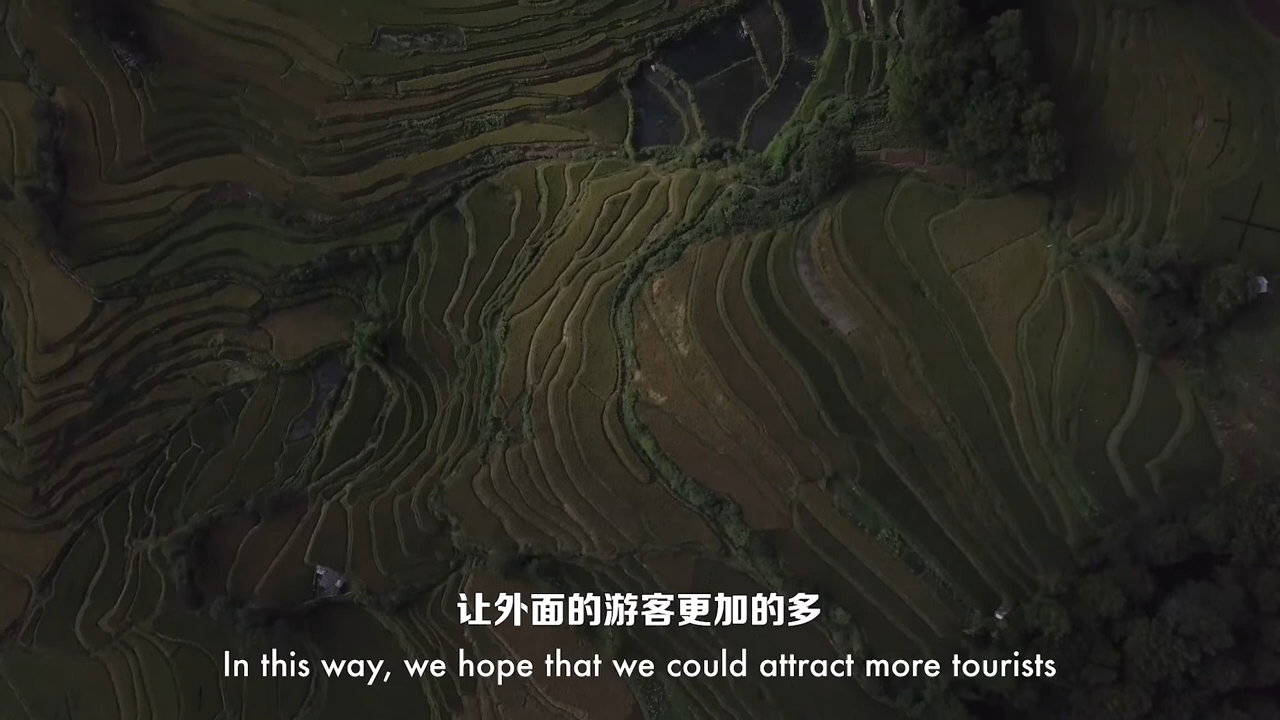 让外面的游客更加的多
In this way, we hope that we could attract more tourists